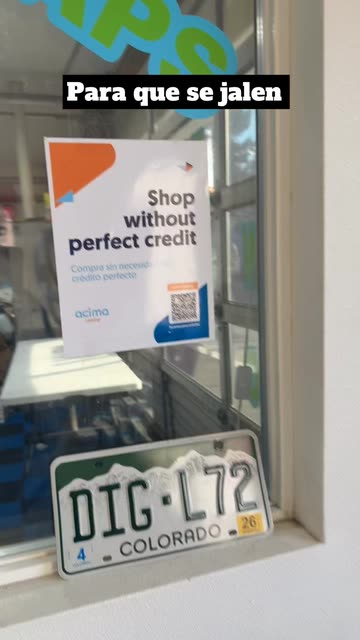 Para que se jalen
Shop
without
perfect credit
Compra sin necesidad
crédito perfecto
acima
DIG·L72
4
26
COLORADO